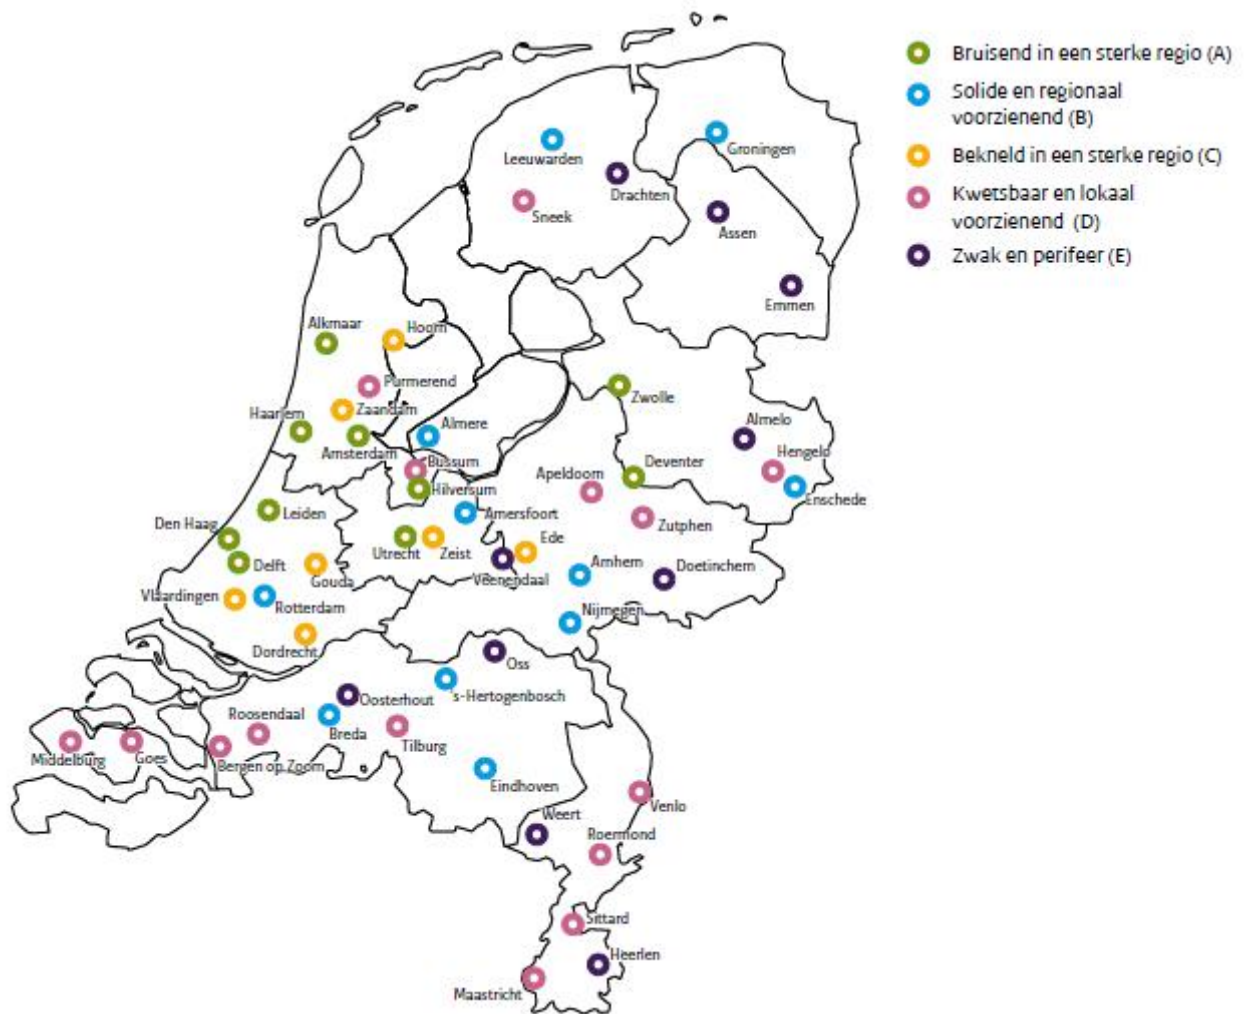 Bruisend in een sterke regio (A)
Solide en regionaal
voorzienend (B)
Bekneld in een sterke regio (C)
Kwetsbaar en lokaal
voorzienend (D)
Zwak en perifeer (E)
Groningen
Leeuwarden
Drachten
Sneek
Assen
Emmen
Alkmaar
Hoorn
Purmerend
Zaandam
Haarlem
Amsterdam
Almere
Bussum
Hilversum
Zwolle
Almelo
Hengelo
Enschede
Deventer
Apeldoorn
Zutphen
Leiden
Amersfoort
Den Haag
Utrecht
Zeist
Ede
Delft
Gouda
Veenendaal
Arnhem
Doetinchem
Vlaardingen
Rotterdam
Nijmegen
Dordrecht
Oss
's-Hertogenbosch
Oosterhout
Roosendaal
Breda
Tilburg
Middelburg
Goes
Bergen op Zoom
Eindhoven
Venlo
Weert
Roermond
Sittard
Heerlen
Maastricht